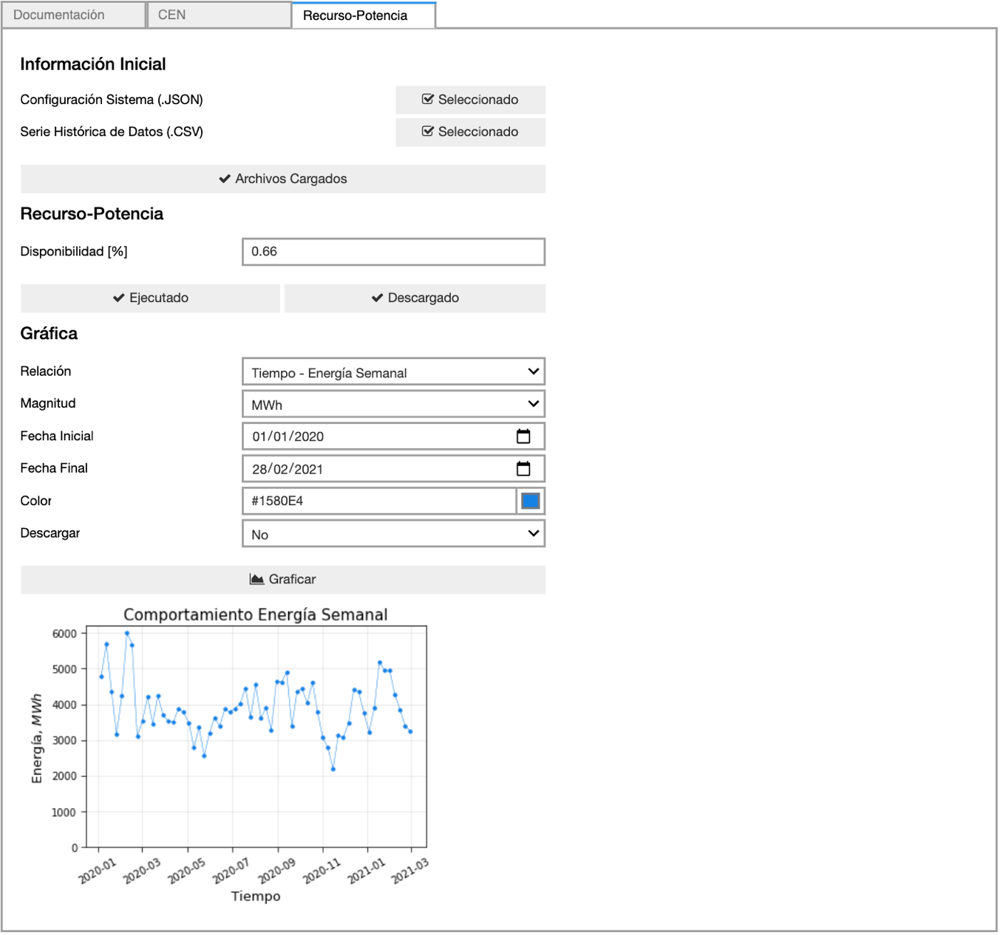 Documentación
CEN
Recurso-Potencia
Información Inicial
Configuración Sistema (.JSON)
Seleccionado
Serie Histórica de Datos (.CSV)
Seleccionado
Archivos Cargados
Recurso-Potencia
Disponibilidad [%]
0.66
Ejecutado
Descargado
Gráfica
Relación
Tiempo - Energía Semanal
Magnitud
MWh
Fecha Inicial
01/01/2020
Fecha Final
28/02/2021
Color
#1580E4
Descargar
No
Graficar
Comportamiento Energía Semanal
6000
5000
4000
3000
2000
1000
0
Energía, MWh
2020-01
2020-03
2020-05
2020-07
2020-09
2020-11
2021-01
2021-03
Tiempo